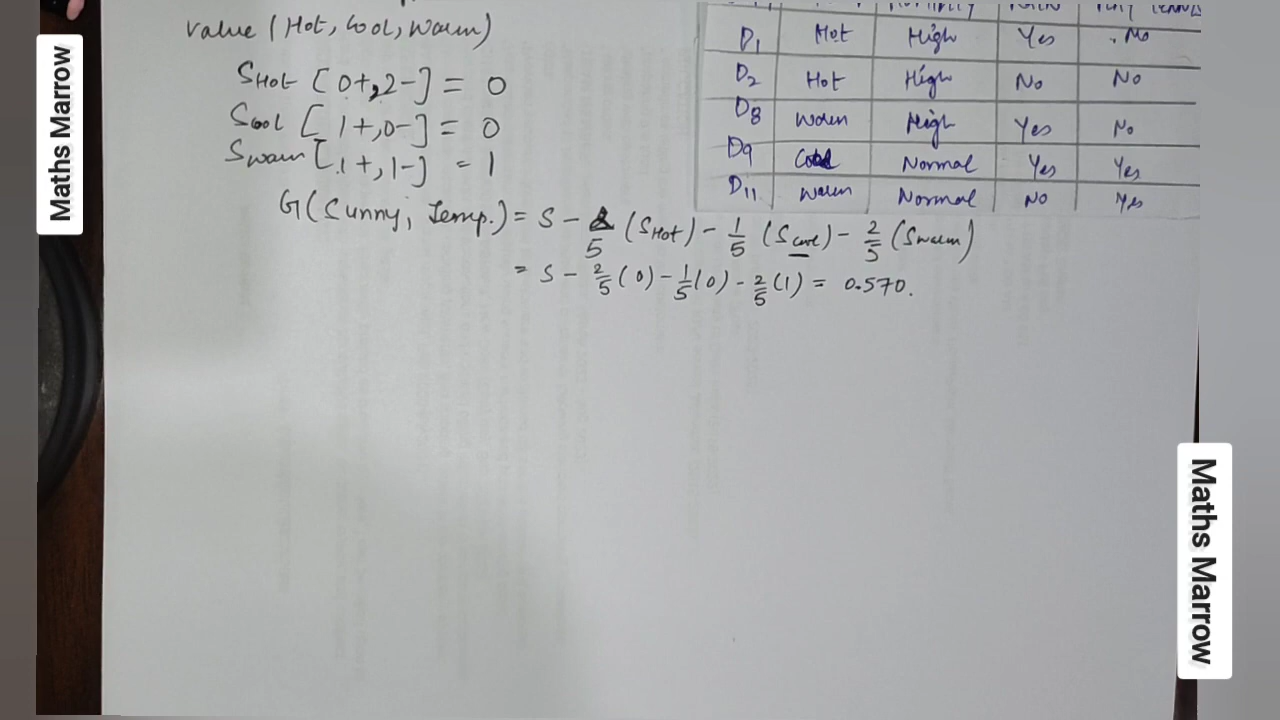 value (Hot, Cool, Warm)
SHot [0+, 2-] = 0
SCool [1+, 0-] = 0
SWarm [1+, 1-] = 1
G(Sunny, Temp.) = S - 2/5 (SHot) - 1/5 (SCool) - 2/5 (SWarm)
= S - 2/5 (0) - 1/5 (0) - 2/5 (1) = 0.570.
D1 Hot High Yes No
D2 Hot High No No
D8 Warm High Yes No
D9 Cool Normal Yes Yes
D11 Warm Normal No Yes
Maths Marrow
Maths Marrow